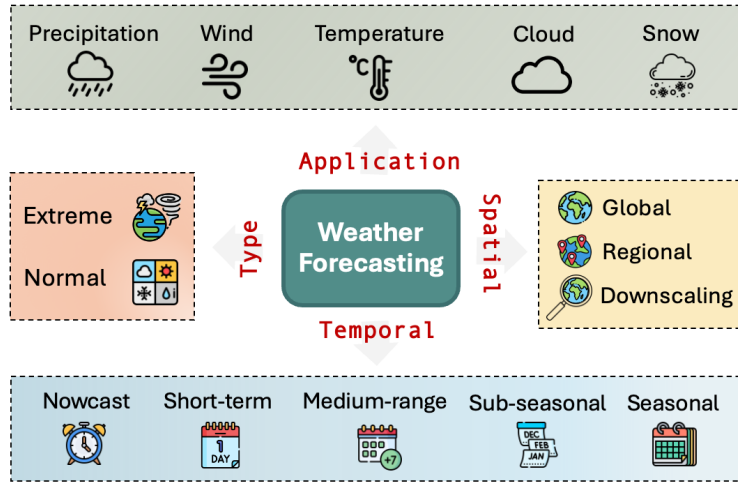 Precipitation Wind Temperature Cloud Snow
°C
Application
Extreme
Normal
Type
Weather
Forecasting
Spatial
Global
Regional
Downscaling
Temporal
Nowcast Short-term Medium-range Sub-seasonal Seasonal
1
DAY
+7
DEC
FEB
JAN